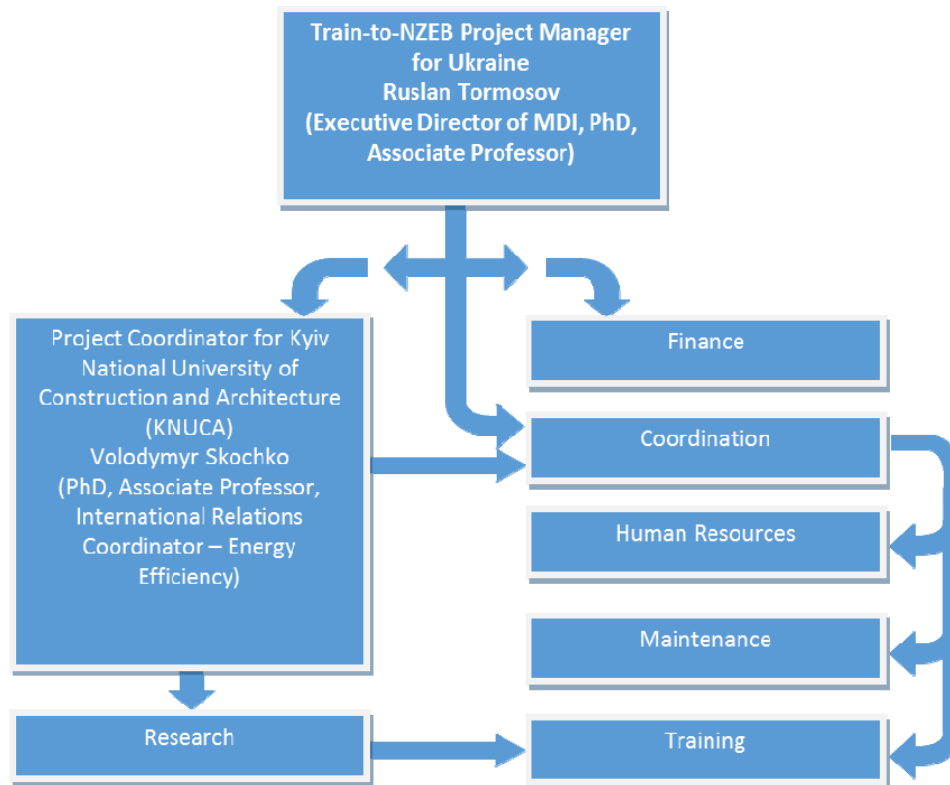 Train-to-NZEB Project Manager
for Ukraine
Ruslan Tormosov
(Executive Director of MDI, PhD,
Associate Professor)
Project Coordinator for Kyiv
National University of
Construction and Architecture
(KNUCA)
Volodymyr Skochko
(PhD, Associate Professor,
International Relations
Coordinator – Energy
Efficiency)
Finance
Coordination
Human Resources
Maintenance
Research
Training